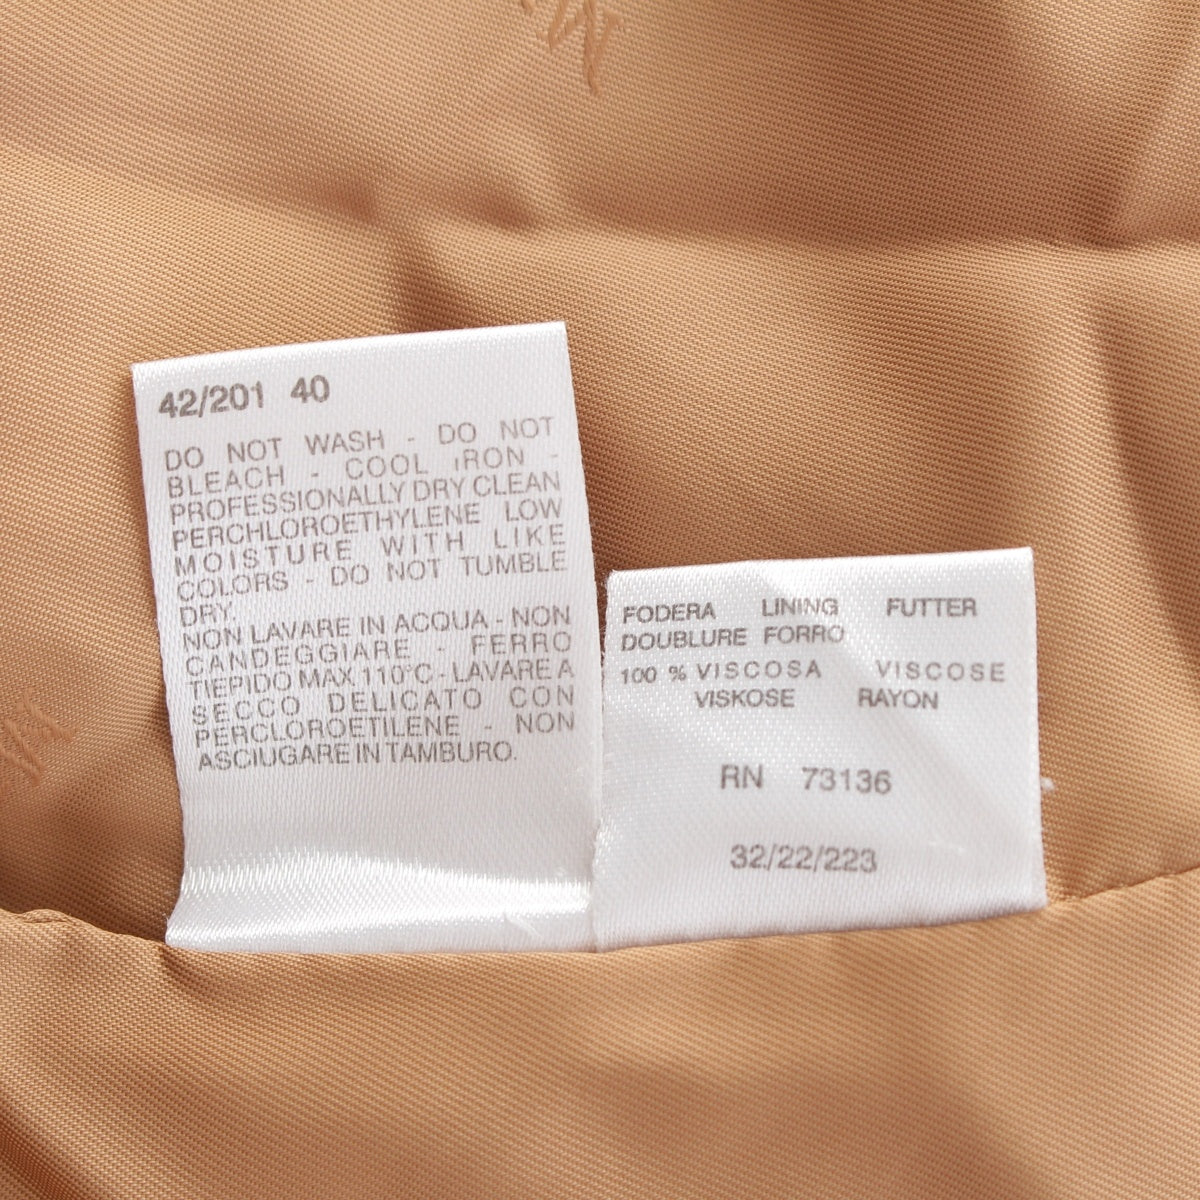 42/201 40
DO NOT WASH - DO NOT
BLEACH - COOL IRON -
PROFESSIONALLY DRY CLEAN
PERCHLOROETHYLENE LOW
MOISTURE WITH LIKE
COLORS - DO NOT TUMBLE
DRY.
NON LAVARE IN ACQUA - NON
CANDEGGIARE - FERRO
TIEPIDO MAX 110°C - LAVARE A
SECCO DELICATO CON
PERCLOROETILENE - NON
ASCIUGARE IN TAMBURO.
FODERA LINING FUTTER
DOUBLURE FORRO
100 % VISCOSA VISCOSE
VISKOSE RAYON
RN 73136
32/22/223